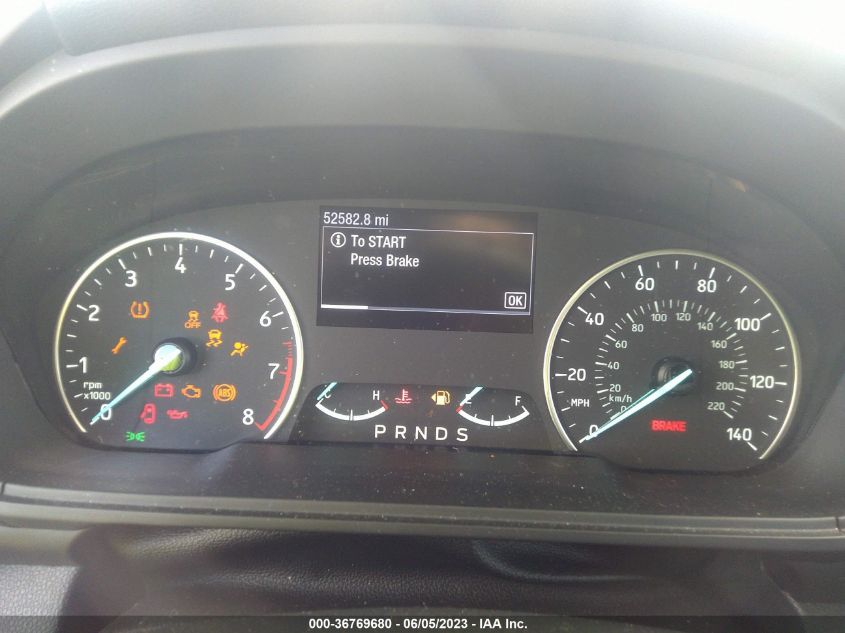 52582.8 mi
To START
Press Brake
OK
0 1 2 3 4 5 6 7 8
rpm
x1000
OFF
ABS
C H
E F
P R N D S
0 20 40 60 80 100 120 140
MPH
0 20 40 60 80 100 120 140 160 180 200 220
km/h
BRAKE
000-36769680 - 06/05/2023 - IAA Inc.